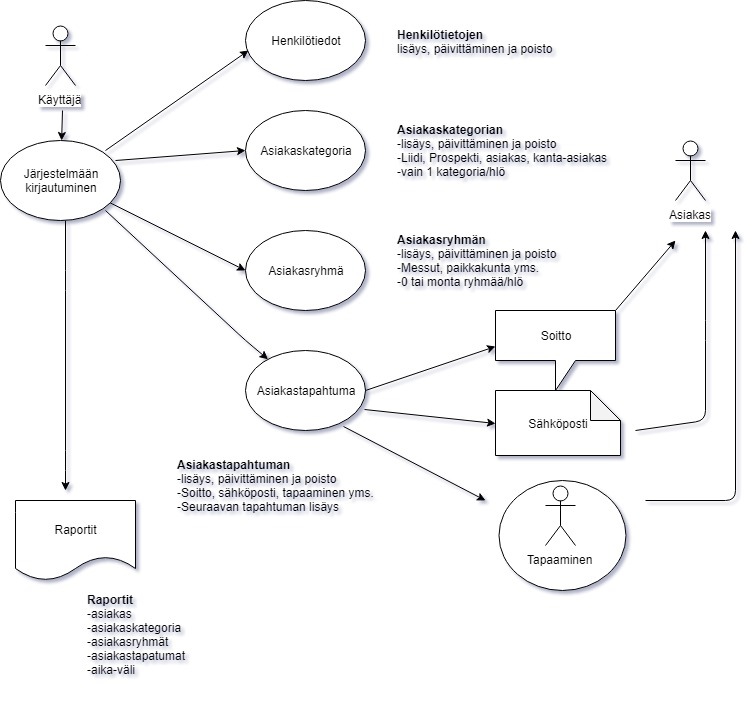 Henkilötiedot
Henkilötietojen
lisäys, päivittäminen ja poisto
Käyttäjä
Järjestelmään
kirjautuminen
Asiakaskategoria
Asiakaskategorian
-lisäys, päivittäminen ja poisto
-Liidi, Prospekti, asiakas, kanta-asiakas
-vain 1 kategoria/hlö
Asiakas
Asiakasryhmä
Asiakasryhmän
-lisäys, päivittäminen ja poisto
-Messut, paikkakunta yms.
-0 tai monta ryhmää/hlö
Soitto
Asiakastapahtuma
Sähköposti
Asiakastapahtuman
-lisäys, päivittäminen ja poisto
-Soitto, sähköposti, tapaaminen yms.
-Seuraavan tapahtuman lisäys
Tapaaminen
Raportit
Raportit
-asiakas
-asiakaskategoria
-asiakasryhmät
-asiakastapatumat
-aika-väli